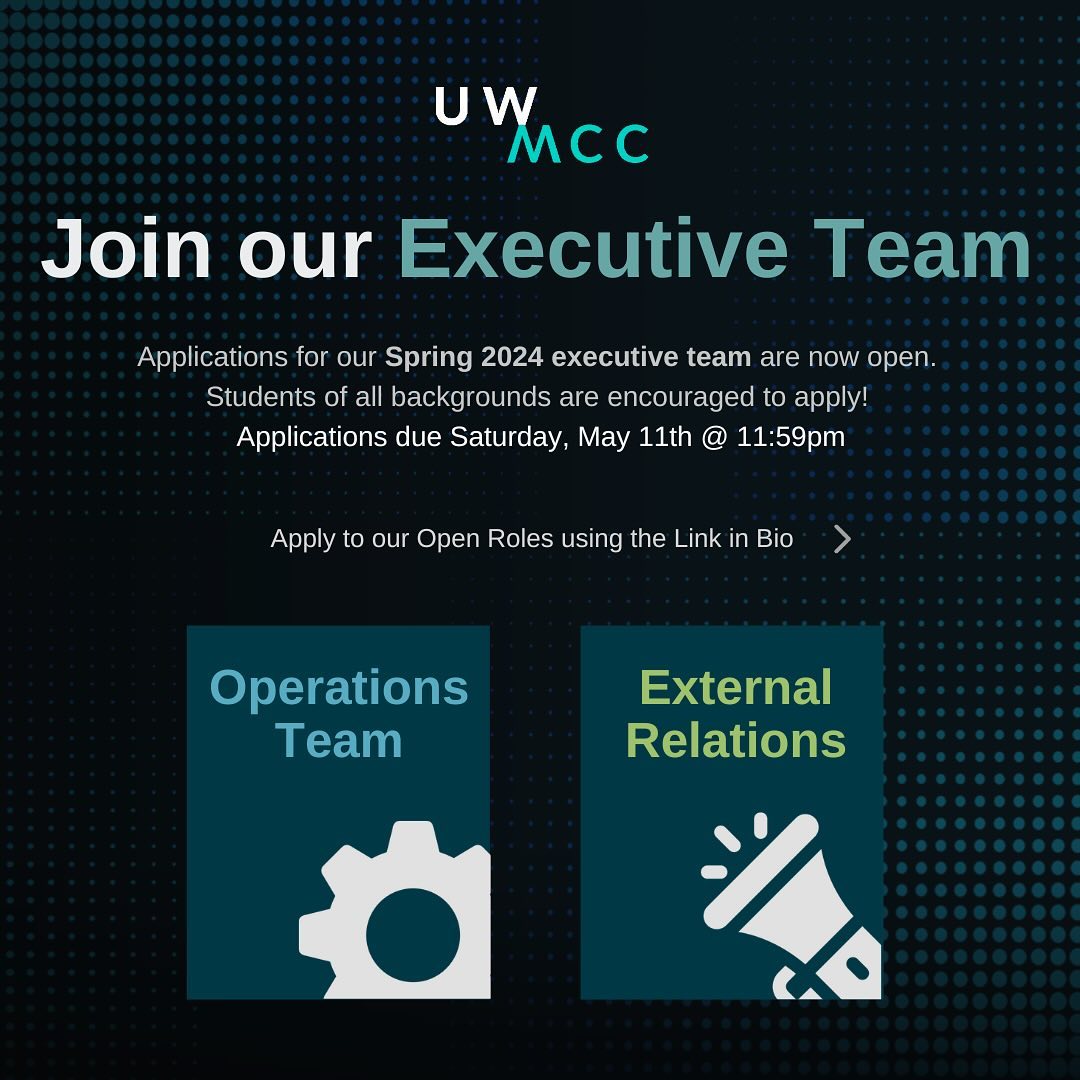 UW
MCC
Join our Executive Team
Applications for our Spring 2024 executive team are now open.
Students of all backgrounds are encouraged to apply!
Applications due Saturday, May 11th @ 11:59pm
Apply to our Open Roles using the Link in Bio
Operations
Team
External
Relations